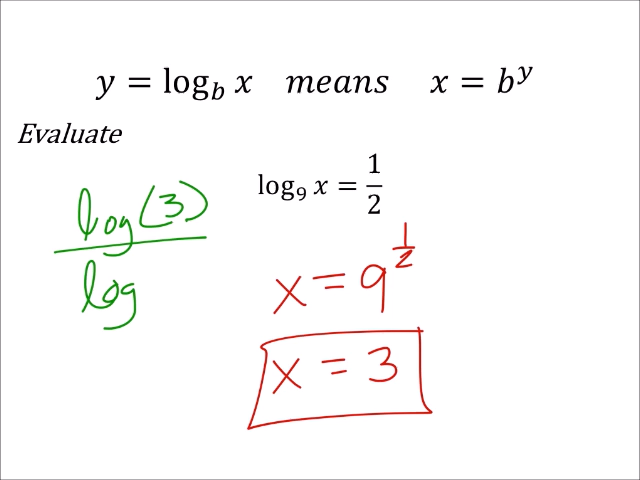 y = log_b x means x = b^y
Evaluate
log_9 x = 1/2
log(3)
log
x = 9^{1/2}
x = 3